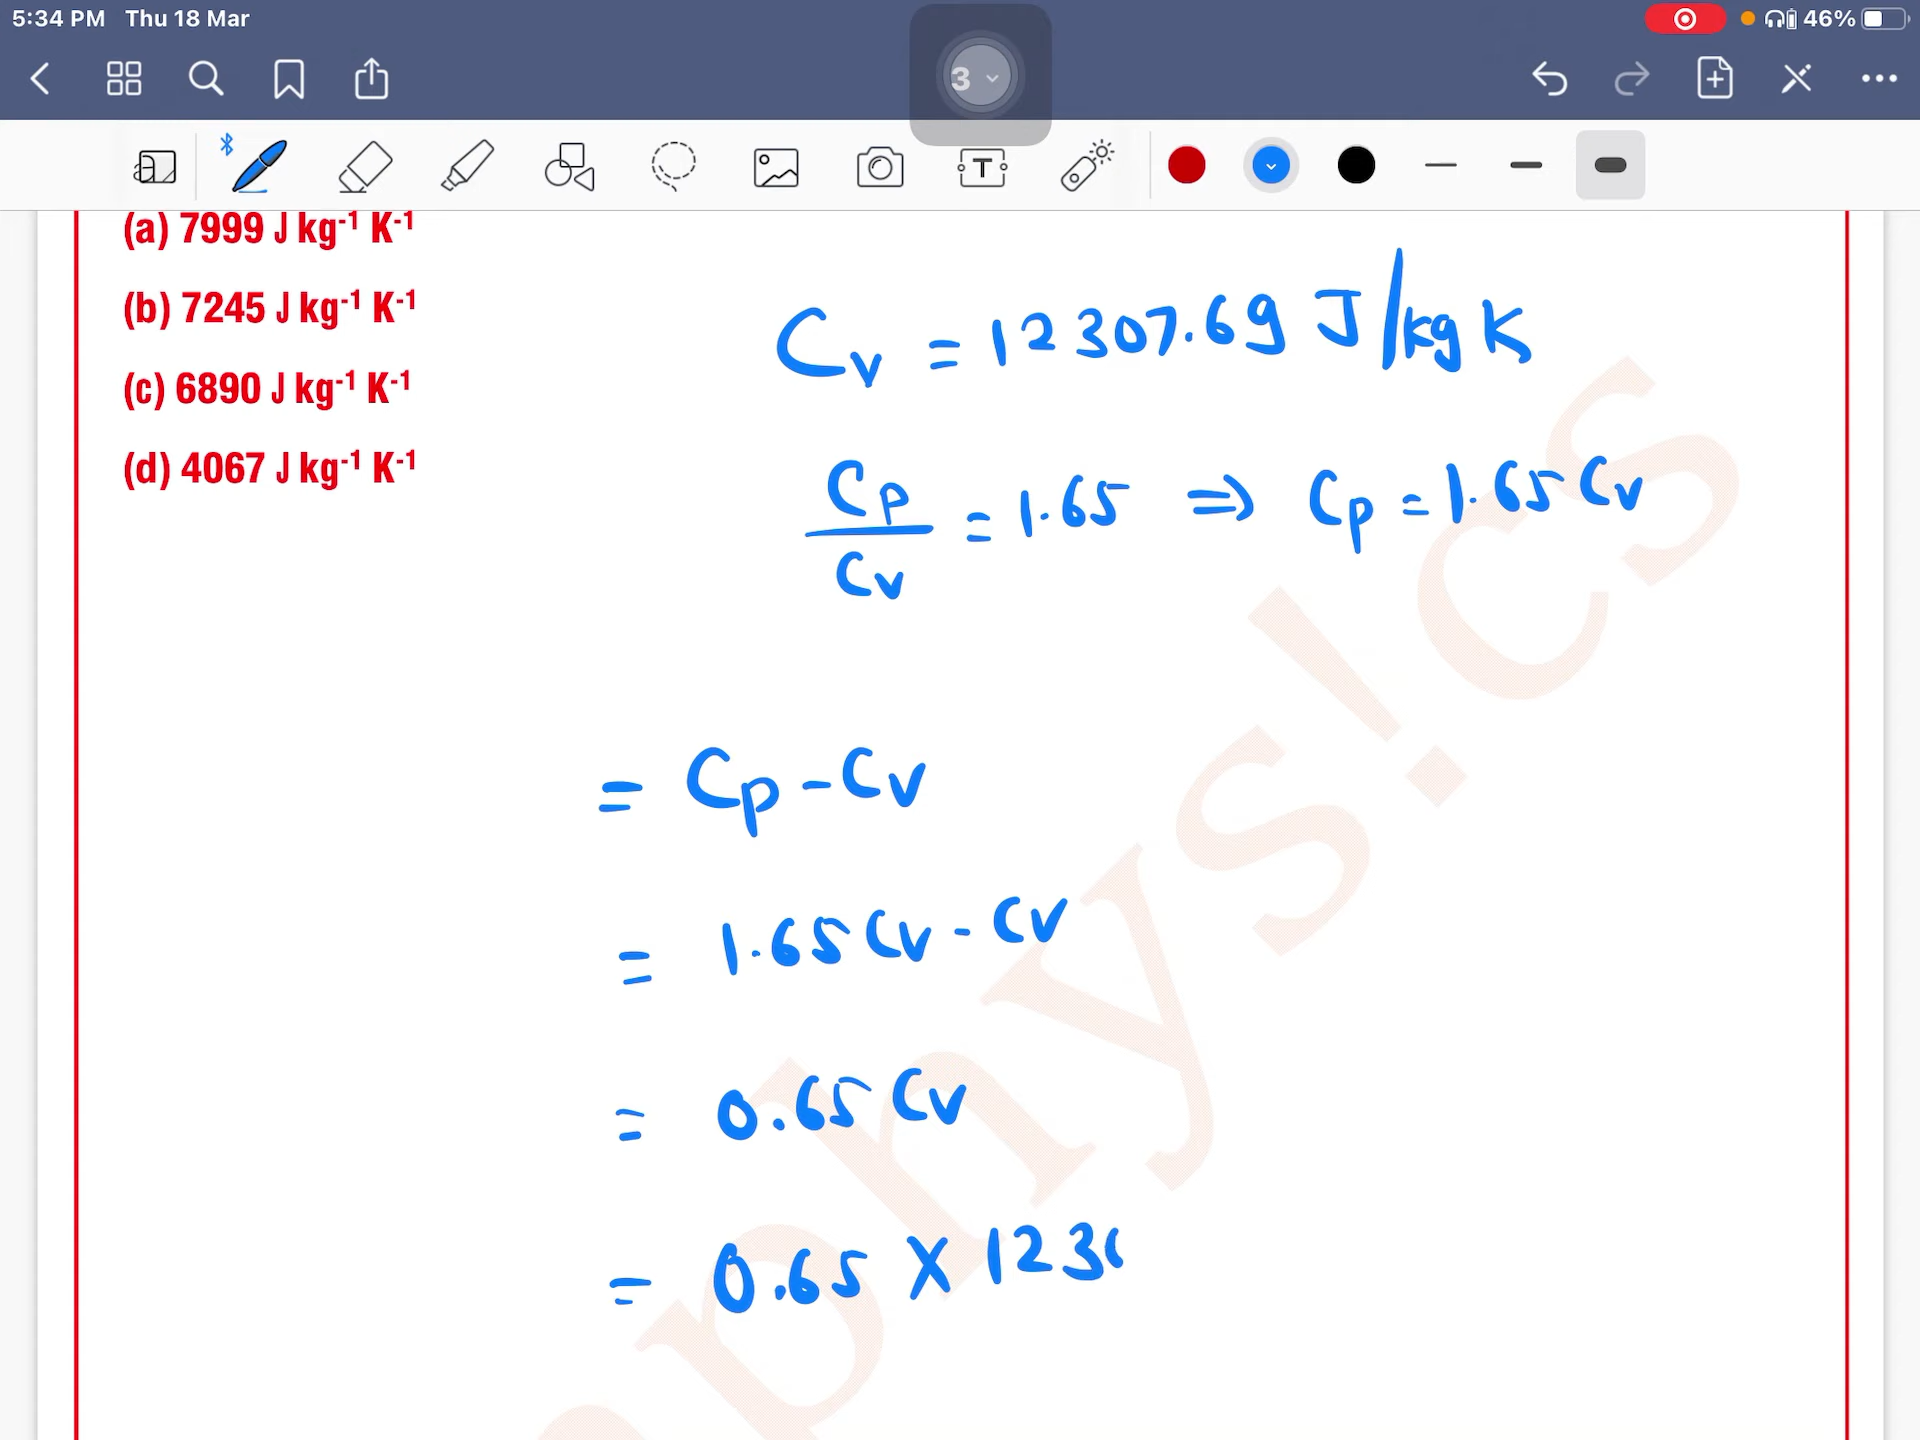 5:34 PM Thu 18 Mar
46%
3
T
(a) 7999 J kg⁻¹ K⁻¹
(b) 7245 J kg⁻¹ K⁻¹
(c) 6890 J kg⁻¹ K⁻¹
(d) 4067 J kg⁻¹ K⁻¹
Cv = 12307.69 J/kg K
Cp/Cv = 1.65 ⇒ Cp = 1.65 Cv
= Cp - Cv
= 1.65 Cv - Cv
= 0.65 Cv
= 0.65 X 123
phys!cs